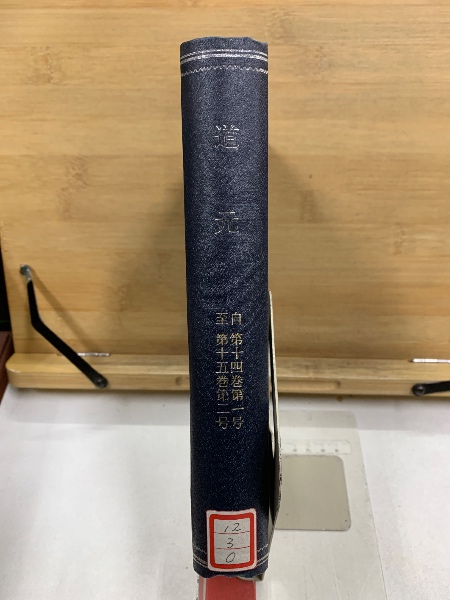 道元
自 第十四巻第一号
至 第十五巻第二号
12
3
0